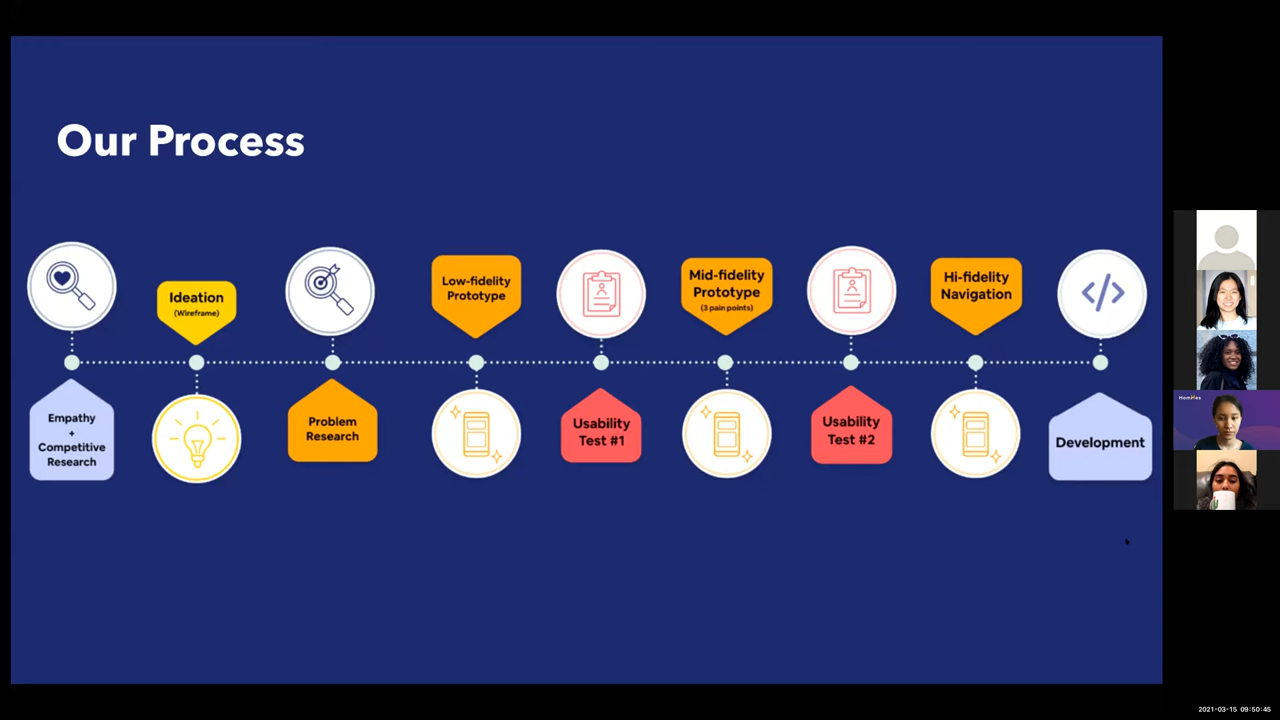 Our Process
Empathy
+
Competitive
Research
Ideation
(Wireframe)
Problem
Research
Low-fidelity
Prototype
Usability
Test #1
Mid-fidelity
Prototype
(3 pain points)
Usability
Test #2
Hi-fidelity
Navigation
</>
Development
2021-03-15 09:50:45